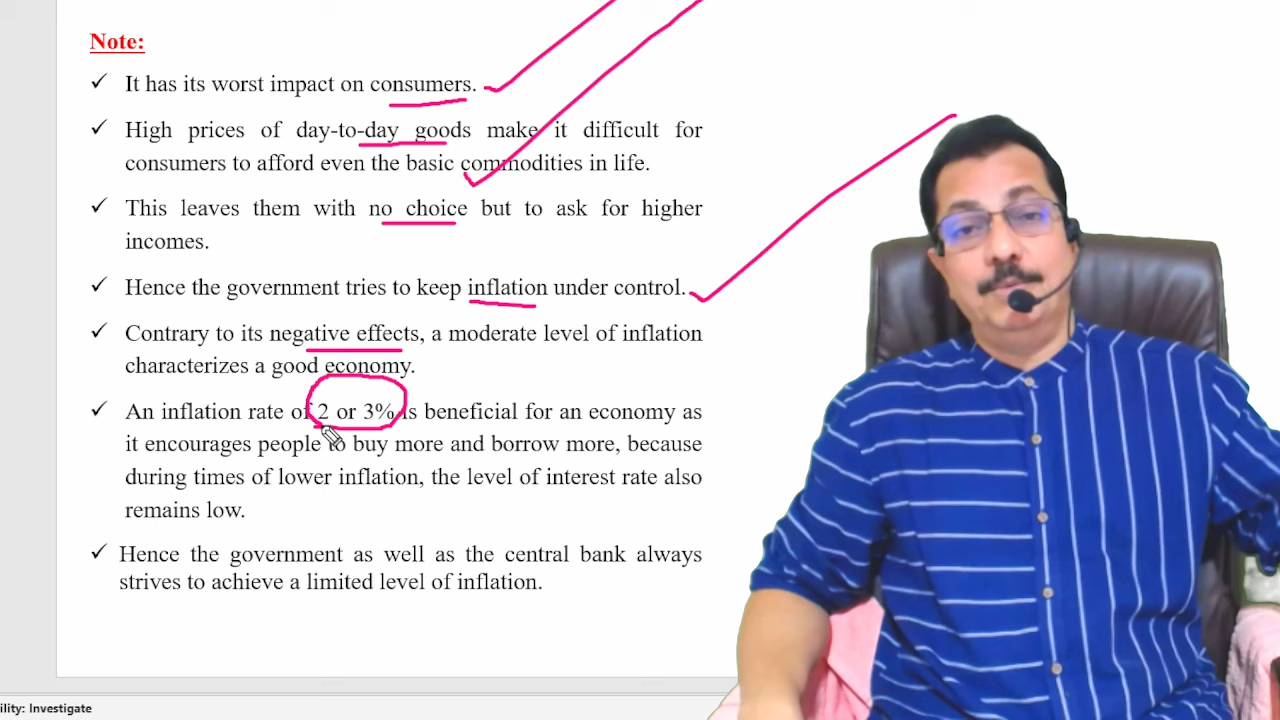 Note:
✓ It has its worst impact on consumers.
✓ High prices of day-to-day goods make it difficult for
consumers to afford even the basic commodities in life.
✓ This leaves them with no choice but to ask for higher
incomes.
✓ Hence the government tries to keep inflation under control.
✓ Contrary to its negative effects, a moderate level of inflation
characterizes a good economy.
✓ An inflation rate of 2 or 3% is beneficial for an economy as
it encourages people to buy more and borrow more, because
during times of lower inflation, the level of interest rate also
remains low.
✓ Hence the government as well as the central bank always
strives to achieve a limited level of inflation.
ility: Investigate